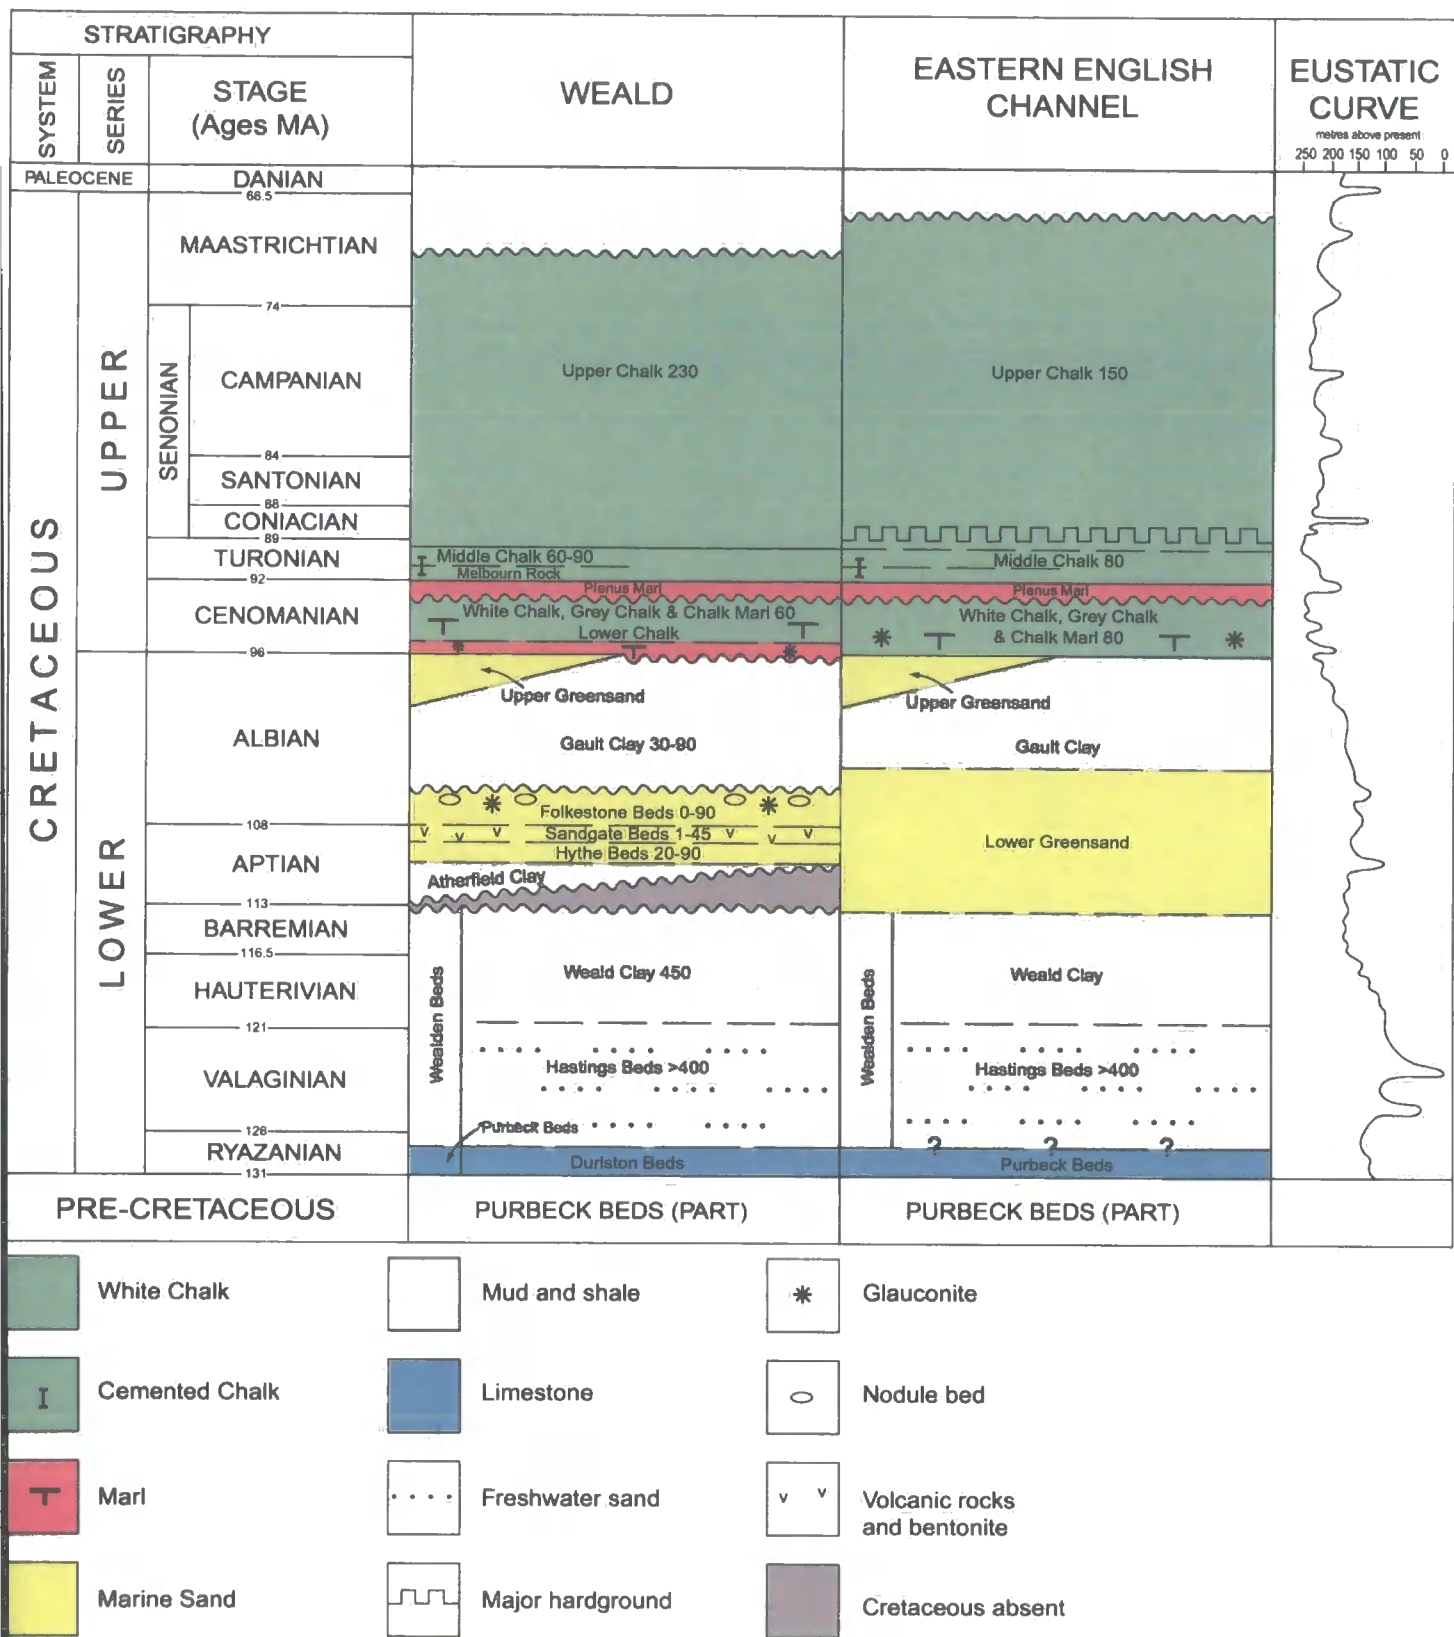 STRATIGRAPHY
SYSTEM
SERIES
STAGE
(Ages MA)
WEALD
EASTERN ENGLISH
CHANNEL
EUSTATIC
CURVE
metres above present
250 200 150 100 50 0
PALEOCENE
DANIAN
66.5
CRETACEOUS
UPPER
MAASTRICHTIAN
74
SENONIAN
CAMPANIAN
84
SANTONIAN
88
CONIACIAN
89
TURONIAN
92
CENOMANIAN
96
LOWER
ALBIAN
108
APTIAN
113
BARREMIAN
116.5
HAUTERIVIAN
121
VALAGINIAN
126
RYAZANIAN
131
Upper Chalk 230
Middle Chalk 60-90
Melbourn Rock
Plenus Marl
White Chalk, Grey Chalk & Chalk Marl 60
Lower Chalk
Upper Greensand
Gault Clay 30-90
Folkestone Beds 0-90
Sandgate Beds 1-45
Hythe Beds 20-90
Atherfield Clay
Wealden Beds
Weald Clay 450
Hastings Beds >400
Purbeck Beds
Durlston Beds
Upper Chalk 150
Middle Chalk 80
Plenus Marl
White Chalk, Grey Chalk
& Chalk Marl 80
Upper Greensand
Gault Clay
Lower Greensand
Wealden Beds
Weald Clay
Hastings Beds >400
? ? ?
Purbeck Beds
PRE-CRETACEOUS
PURBECK BEDS (PART)
PURBECK BEDS (PART)
White Chalk
Mud and shale
Glauconite
Cemented Chalk
Limestone
Nodule bed
Marl
Freshwater sand
Volcanic rocks
and bentonite
Marine Sand
Major hardground
Cretaceous absent